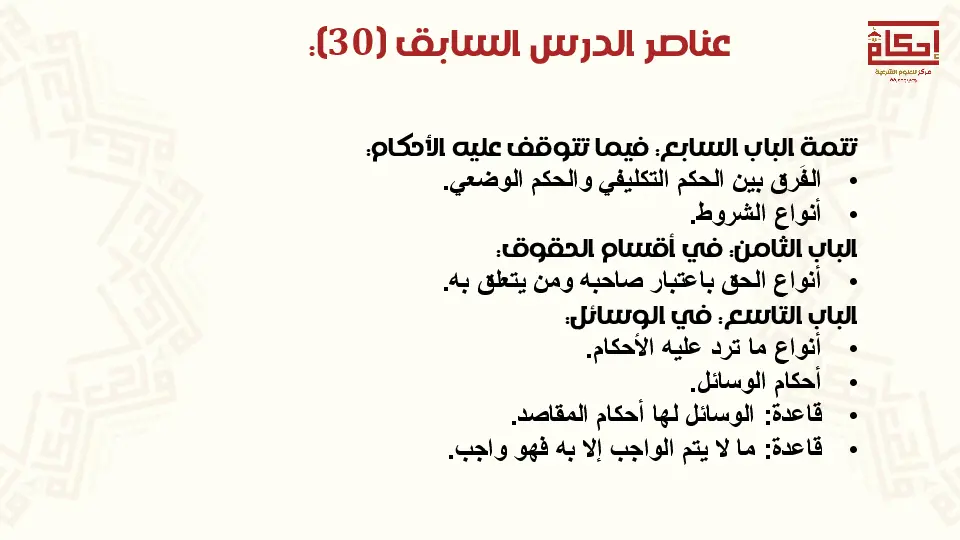 عناصر الدرس السابق (30):
إحكام
مركز للعلوم الشرعية
تتمة الباب السابع: فيما تتوقف عليه الأحكام:
• الفَرق بين الحكم التكليفي والحكم الوضعي.
• أنواع الشروط.
الباب الثامن: في أقسام الحقوق:
• أنواع الحق باعتبار صاحبه ومن يتعلق به.
الباب التاسع: في الوسائل:
• أنواع ما ترد عليه الأحكام.
• أحكام الوسائل.
• قاعدة: الوسائل لها أحكام المقاصد.
• قاعدة: ما لا يتم الواجب إلا به فهو واجب.